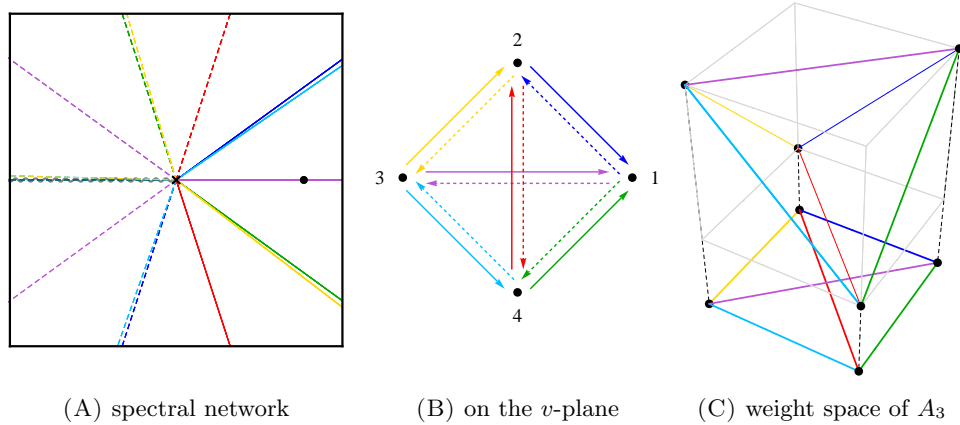 2
3
1
4
(A) spectral network
(B) on the v-plane
(C) weight space of A₃